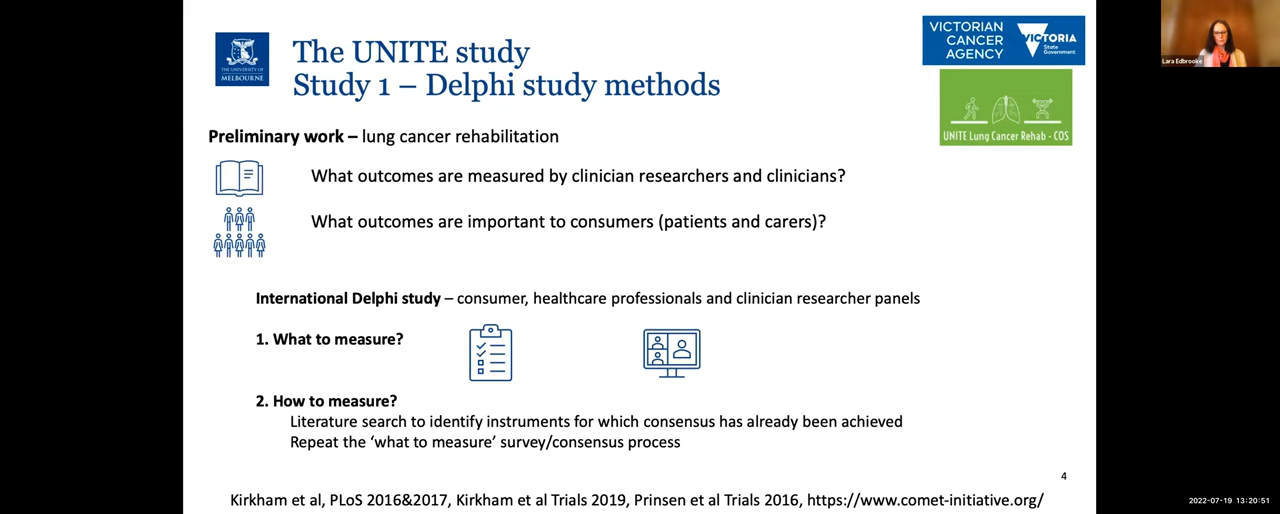 The UNITE study
Study 1 – Delphi study methods
THE UNIVERSITY OF
MELBOURNE
VICTORIAN
CANCER
AGENCY
VICTORIA
State
Government
UNITE Lung Cancer Rehab - COS
Lara Edbrooke
Preliminary work – lung cancer rehabilitation
What outcomes are measured by clinician researchers and clinicians?
What outcomes are important to consumers (patients and carers)?
International Delphi study – consumer, healthcare professionals and clinician researcher panels
1. What to measure?
2. How to measure?
Literature search to identify instruments for which consensus has already been achieved
Repeat the ‘what to measure’ survey/consensus process
4
Kirkham et al, PLoS 2016&2017, Kirkham et al Trials 2019, Prinsen et al Trials 2016, https://www.comet-initiative.org/
2022-07-19 13:20:51